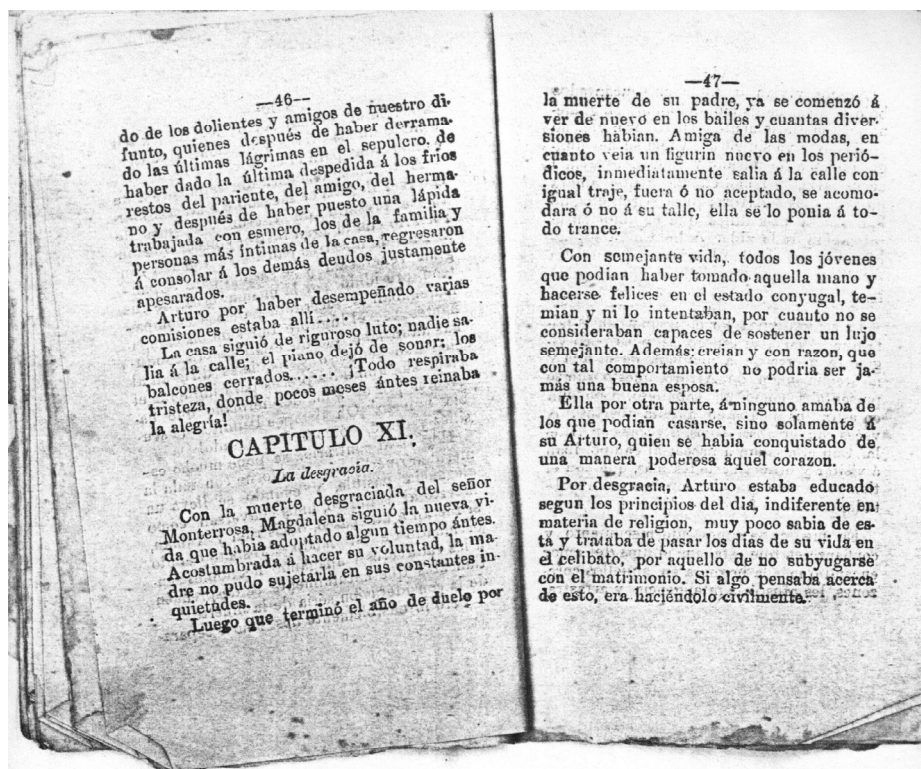 —46--
do de los dolientes y amigos de nuestro di-
funto, quienes después de haber derrama-
do las últimas lágrimas en el sepulcro, de
haber dado la última despedida á los fríos
restos del pariente, del amigo, del herma-
no y después de haber puesto una lápida
trabajada con esmero, los de la familia y
personas más íntimas de la casa, regresaron
á consolar á los demás deudos justamente
apesarados.
Arturo por haber desempeñado varias
comisiones estaba allí....
La casa siguió de riguroso luto; nadie sa-
lia á la calle; el piano dejó de sonar; los
balcones cerrados...... ¡Todo respiraba
tristeza, donde pocos meses ántes reinaba
la alegría!
CAPITULO XI.
La desgracia.
Con la muerte desgraciada del señor
Monterrosa, Magdalena siguió la nueva vi-
da que habia adoptado algun tiempo ántes.
Acostumbrada á hacer su voluntad, la ma-
dre no pudo sujetarla en sus constantes in-
quietudes.
Luego que terminó el año de duelo por
—47—
la muerte de su padre, ya se comenzó á
ver de nuevo en los bailes y cuantas diver-
siones habian. Amiga de las modas, en
cuanto veia un figurin nuevo en los perió-
dicos, inmediatamente salia á la calle con
igual traje, fuera ó no aceptado, se acomo-
dara ó no á su talle, ella se lo ponia á to-
do trance.
Con semejante vida, todos los jóvenes
que podian haber tomado aquella mano y
hacerse felices en el estado conyugal, te-
mian y ni lo intentaban, por cuanto no se
consideraban capaces de sostener un lujo
semejante. Además: creian y con razon, que
con tal comportamiento no podria ser ja-
más una buena esposa.
Ella por otra parte, á ninguno amaba de
los que podian casarse, sino solamente á
su Arturo, quien se habia conquistado de
una manera poderosa aquel corazon.
Por desgracia, Arturo estaba educado
segun los principios del dia, indiferente en
materia de religion, muy poco sabia de es-
ta y trataba de pasar los dias de su vida en
el celibato, por aquello de no subyugarse
con el matrimonio. Si algo pensaba acerca
de esto, era haciéndolo civilmente.